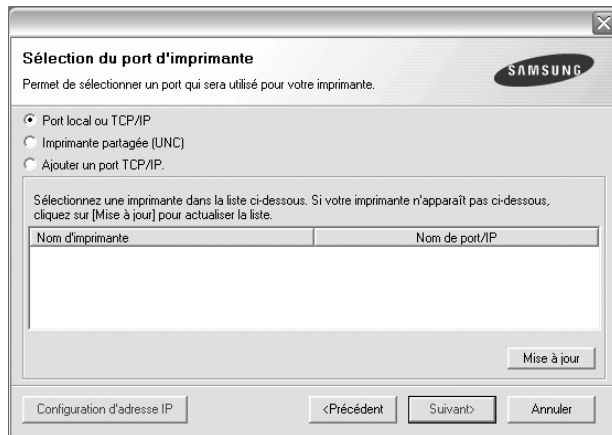 Sélection du port d'imprimante
Permet de sélectionner un port qui sera utilisé pour votre imprimante.
SAMSUNG
Port local ou TCP/IP
Imprimante partagée (UNC)
Ajouter un port TCP/IP.
Sélectionnez une imprimante dans la liste ci-dessous. Si votre imprimante n'apparaît pas ci-dessous,
cliquez sur [Mise à jour] pour actualiser la liste.
Nom d'imprimante Nom de port/IP
Mise à jour
Configuration d'adresse IP <Précédent Suivant> Annuler